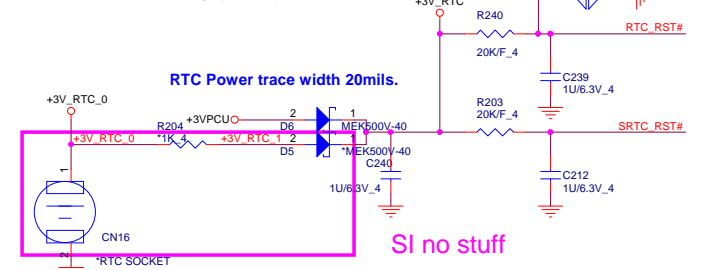 +3V_RTC
R240
RTC_RST#
20K/F_4
C239
1U/6.3V_4
RTC Power trace width 20mils.
+3V_RTC_0
+3VPCU
2
1
D6
MEK500V-40
R203
20K/F_4
SRTC_RST#
R204
+3V_RTC_0
*1K_4
+3V_RTC_1
2
1
D5
*MEK500V-40
C240
1U/6.3V_4
C212
1U/6.3V_4
1
CN16
2
*RTC SOCKET
SI no stuff